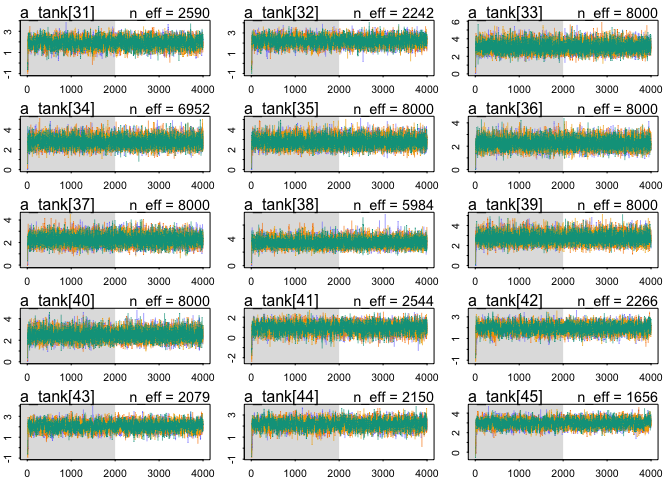 a_tank[31] n_eff = 2590 a_tank[32] n_eff = 2242 a_tank[33] n_eff = 8000
-1 1 3 -1 1 3 0 2 4 6
0 1000 2000 3000 4000 0 1000 2000 3000 4000 0 1000 2000 3000 4000
a_tank[34] n_eff = 6952 a_tank[35] n_eff = 8000 a_tank[36] n_eff = 8000
0 2 4 0 2 4 0 2 4
0 1000 2000 3000 4000 0 1000 2000 3000 4000 0 1000 2000 3000 4000
a_tank[37] n_eff = 8000 a_tank[38] n_eff = 5984 a_tank[39] n_eff = 8000
0 2 4 0 4 0 2 4
0 1000 2000 3000 4000 0 1000 2000 3000 4000 0 1000 2000 3000 4000
a_tank[40] n_eff = 8000 a_tank[41] n_eff = 2544 a_tank[42] n_eff = 2266
0 2 4 -2 0 2 -1 1 3
0 1000 2000 3000 4000 0 1000 2000 3000 4000 0 1000 2000 3000 4000
a_tank[43] n_eff = 2079 a_tank[44] n_eff = 2150 a_tank[45] n_eff = 1656
-1 1 3 -1 1 3 0 2 4
0 1000 2000 3000 4000 0 1000 2000 3000 4000 0 1000 2000 3000 4000